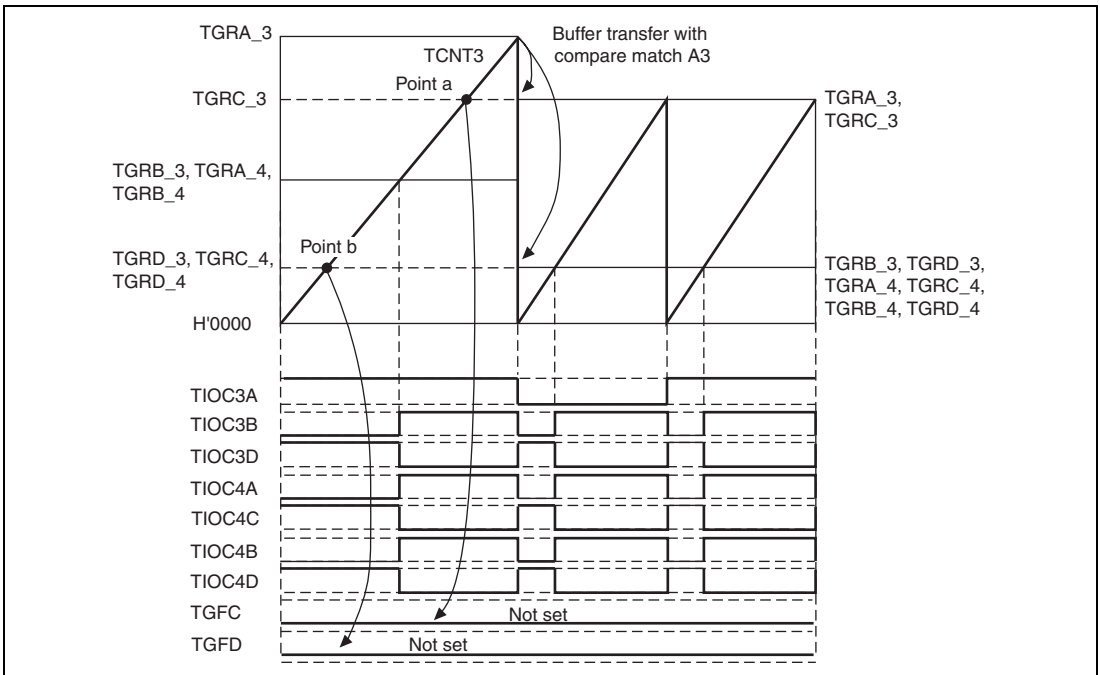 TGRA_3
TCNT3
Buffer transfer with
compare match A3
Point a
TGRC_3
TGRA_3,
TGRC_3
TGRB_3, TGRA_4,
TGRB_4
Point b
TGRD_3, TGRC_4,
TGRD_4
TGRB_3, TGRD_3,
TGRA_4, TGRC_4,
TGRB_4, TGRD_4
H'0000
TIOC3A
TIOC3B
TIOC3D
TIOC4A
TIOC4C
TIOC4B
TIOC4D
TGFC
Not set
TGFD
Not set